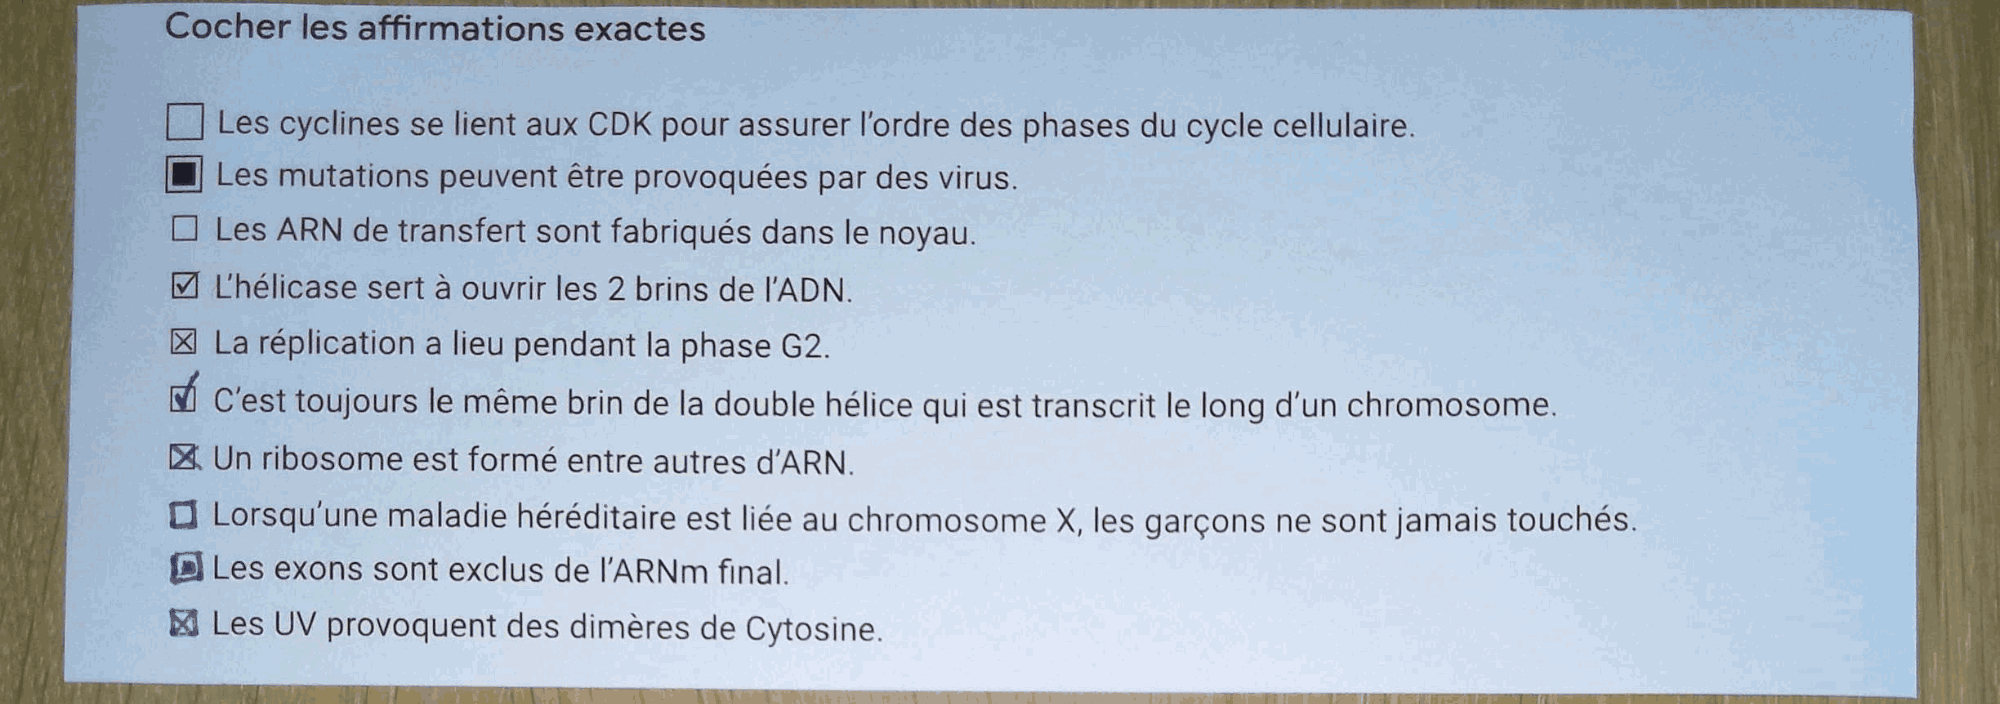 Cocher les affirmations exactes
☐ Les cyclines se lient aux CDK pour assurer l'ordre des phases du cycle cellulaire.
▣ Les mutations peuvent être provoquées par des virus.
☐ Les ARN de transfert sont fabriqués dans le noyau.
☑ L'hélicase sert à ouvrir les 2 brins de l'ADN.
☒ La réplication a lieu pendant la phase G2.
☑ C'est toujours le même brin de la double hélice qui est transcrit le long d'un chromosome.
☒ Un ribosome est formé entre autres d'ARN.
☐ Lorsqu'une maladie héréditaire est liée au chromosome X, les garçons ne sont jamais touchés.
▣ Les exons sont exclus de l'ARNm final.
☒ Les UV provoquent des dimères de Cytosine.